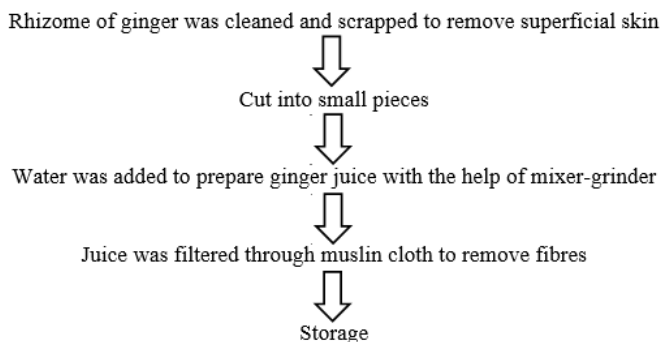 Rhizome of ginger was cleaned and scrapped to remove superficial skin
Cut into small pieces
Water was added to prepare ginger juice with the help of mixer-grinder
Juice was filtered through muslin cloth to remove fibres
Storage